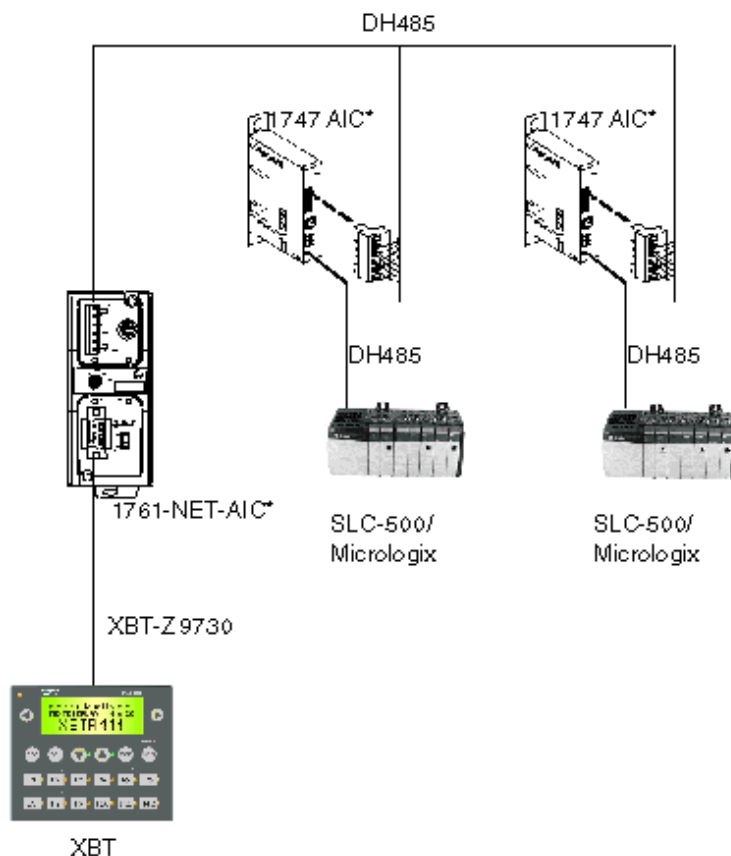 DH485
1747 AIC*
1747 AIC*
DH485
DH485
1761-NET-AIC*
SLC-500/
Micrologix
SLC-500/
Micrologix
XBT-Z9730
XBT